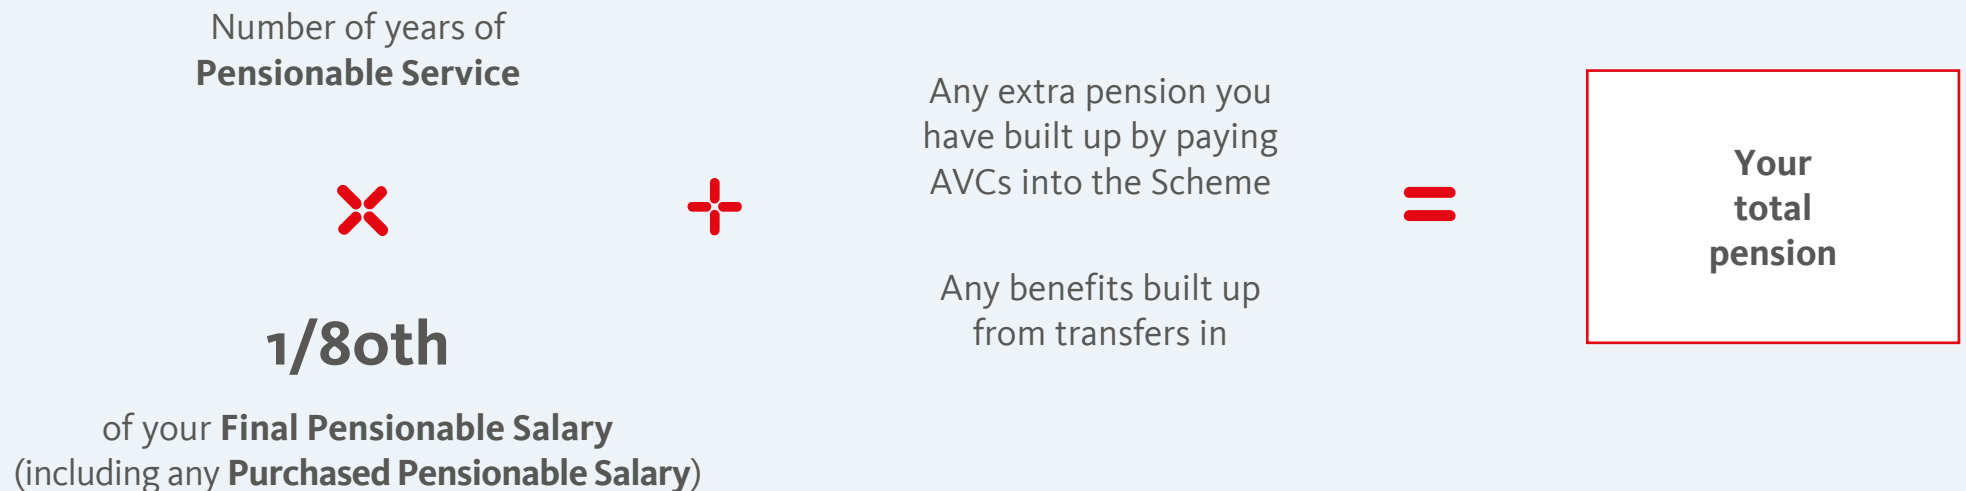 Number of years of
Pensionable Service
×
1/80th
of your Final Pensionable Salary
(including any Purchased Pensionable Salary)
+
Any extra pension you
have built up by paying
AVCs into the Scheme
Any benefits built up
from transfers in
=
Your
total
pension